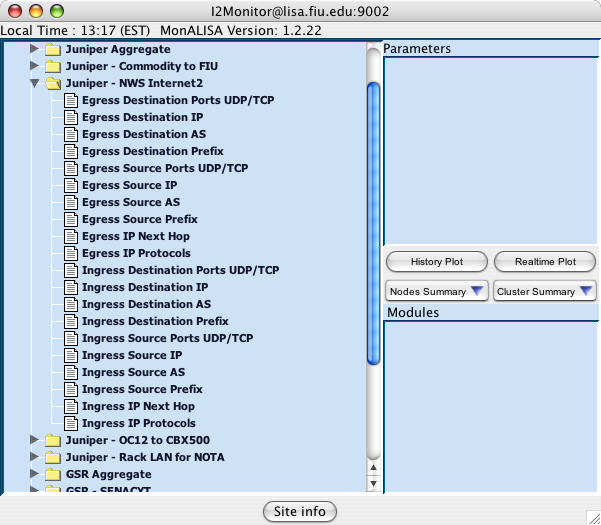 I2Monitor@lisa.fiu.edu:9002
Local Time : 13:17 (EST) MonALISA Version: 1.2.22
Juniper Aggregate
Juniper - Commodity to FIU
Juniper - NWS Internet2
Egress Destination Ports UDP/TCP
Egress Destination IP
Egress Destination AS
Egress Destination Prefix
Egress Source Ports UDP/TCP
Egress Source IP
Egress Source AS
Egress Source Prefix
Egress IP Next Hop
Egress IP Protocols
Ingress Destination Ports UDP/TCP
Ingress Destination IP
Ingress Destination AS
Ingress Destination Prefix
Ingress Source Ports UDP/TCP
Ingress Source IP
Ingress Source AS
Ingress Source Prefix
Ingress IP Next Hop
Ingress IP Protocols
Juniper - OC12 to CBX500
Juniper - Rack LAN for NOTA
GSR Aggregate
GSR - SENACYT
Parameters
History Plot Realtime Plot
Nodes Summary Cluster Summary
Modules
Site info